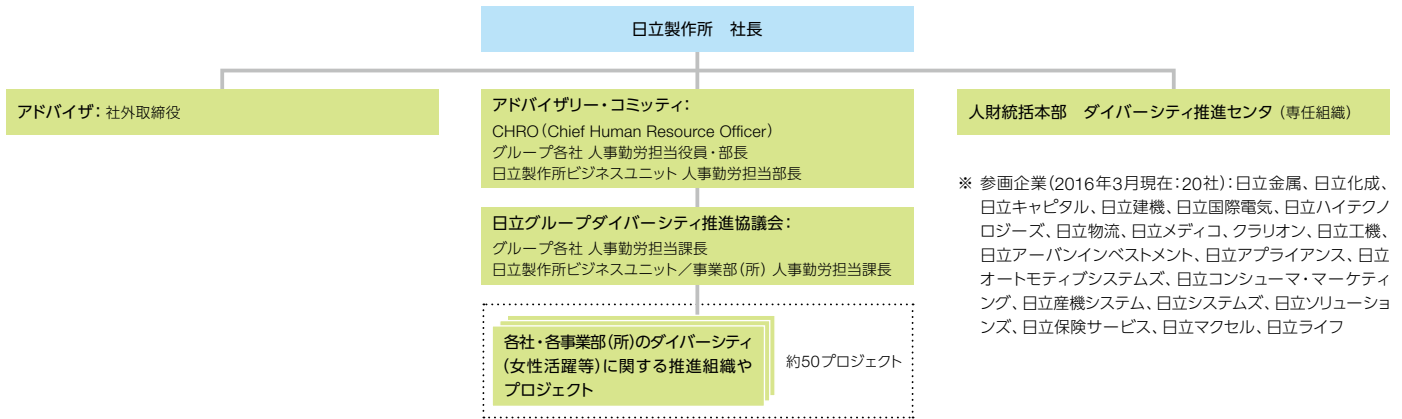 日立製作所　社長
アドバイザ：社外取締役
アドバイザリー・コミッティ：
CHRO（Chief Human Resource Officer）
グループ各社 人事勤労担当役員・部長
日立製作所ビジネスユニット 人事勤労担当部長
人財統括本部　ダイバーシティ推進センタ（専任組織）
※ 参画企業（2016年3月現在：20社）：日立金属、日立化成、
日立キャピタル、日立建機、日立国際電気、日立ハイテクノ
ロジーズ、日立物流、日立メディコ、クラリオン、日立工機、
日立アーバンインベストメント、日立アプライアンス、日立
オートモティブシステムズ、日立コンシューマ・マーケティ
ング、日立産機システム、日立システムズ、日立ソリューショ
ンズ、日立保険サービス、日立マクセル、日立ライフ
日立グループダイバーシティ推進協議会：
グループ各社 人事勤労担当課長
日立製作所ビジネスユニット／事業部（所） 人事勤労担当課長
各社・各事業部（所）のダイバーシティ
（女性活躍等）に関する推進組織や
プロジェクト
約50プロジェクト